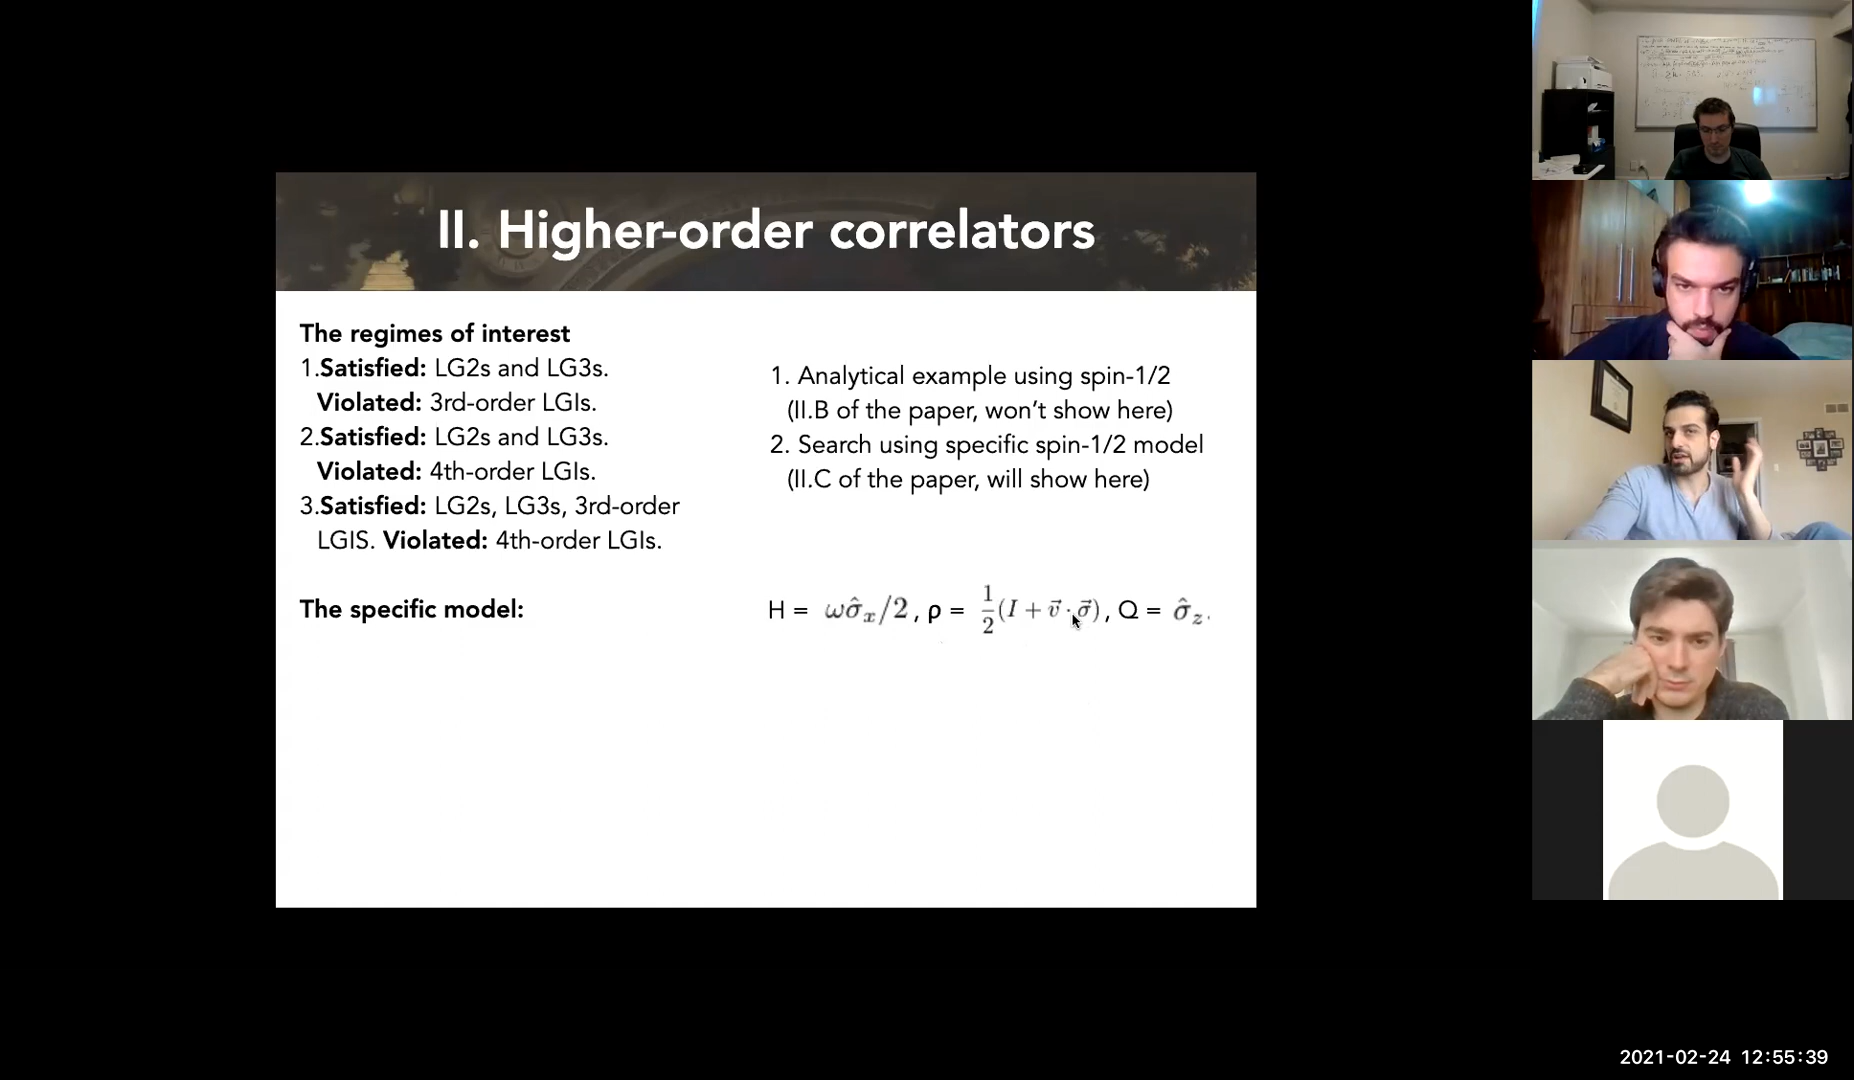 II. Higher-order correlators
The regimes of interest
1.Satisfied: LG2s and LG3s.
Violated: 3rd-order LGIs.
2.Satisfied: LG2s and LG3s.
Violated: 4th-order LGIs.
3.Satisfied: LG2s, LG3s, 3rd-order
LGIS. Violated: 4th-order LGIs.
1. Analytical example using spin-1/2
(II.B of the paper, won’t show here)
2. Search using specific spin-1/2 model
(II.C of the paper, will show here)
The specific model:
H = ωσ̂ₓ/2, ρ = 1/2(I + v⃗ · σ⃗), Q = σ̂_z.
2021-02-24 12:55:39